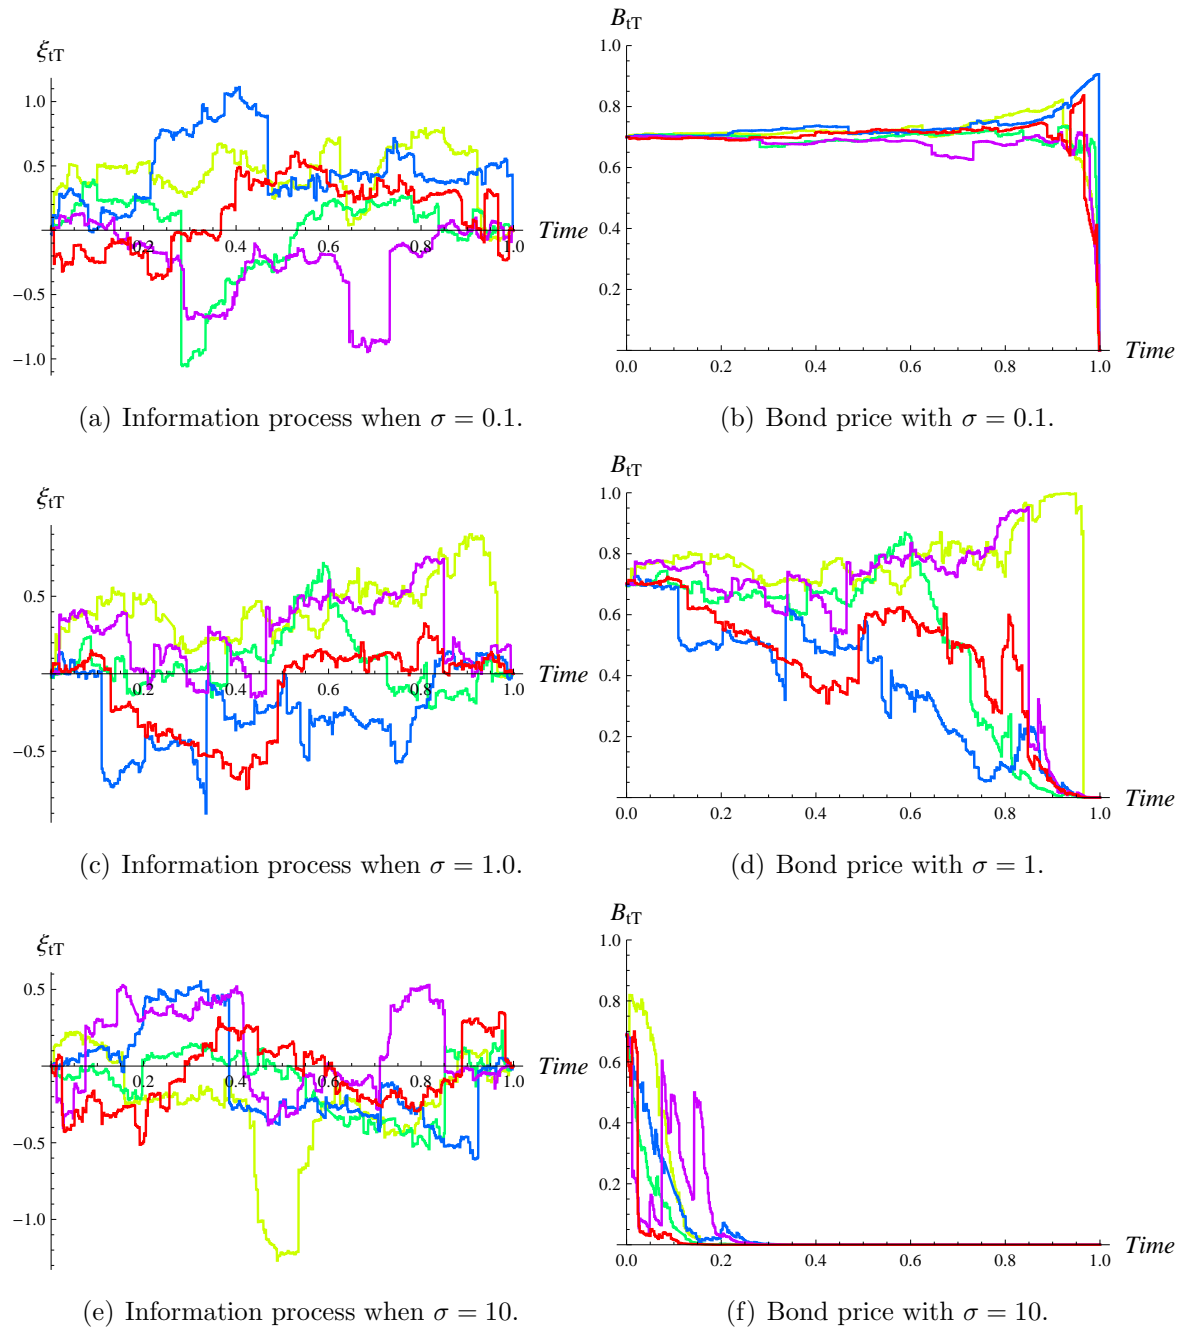 ξtT
1.0
0.5
−0.5
−1.0
0.2 0.4 0.6 0.8 1.0
Time
BtT
1.0
0.8
0.6
0.4
0.2
0.0 0.2 0.4 0.6 0.8 1.0
Time
(a) Information process when σ = 0.1.
(b) Bond price with σ = 0.1.
ξtT
0.5
−0.5
0.2 0.4 0.6 0.8 1.0
Time
BtT
1.0
0.8
0.6
0.4
0.2
0.0 0.2 0.4 0.6 0.8 1.0
Time
(c) Information process when σ = 1.0.
(d) Bond price with σ = 1.
ξtT
0.5
−0.5
−1.0
0.2 0.4 0.6 0.8 1.0
Time
BtT
1.0
0.8
0.6
0.4
0.2
0.0 0.2 0.4 0.6 0.8 1.0
Time
(e) Information process when σ = 10.
(f) Bond price with σ = 10.